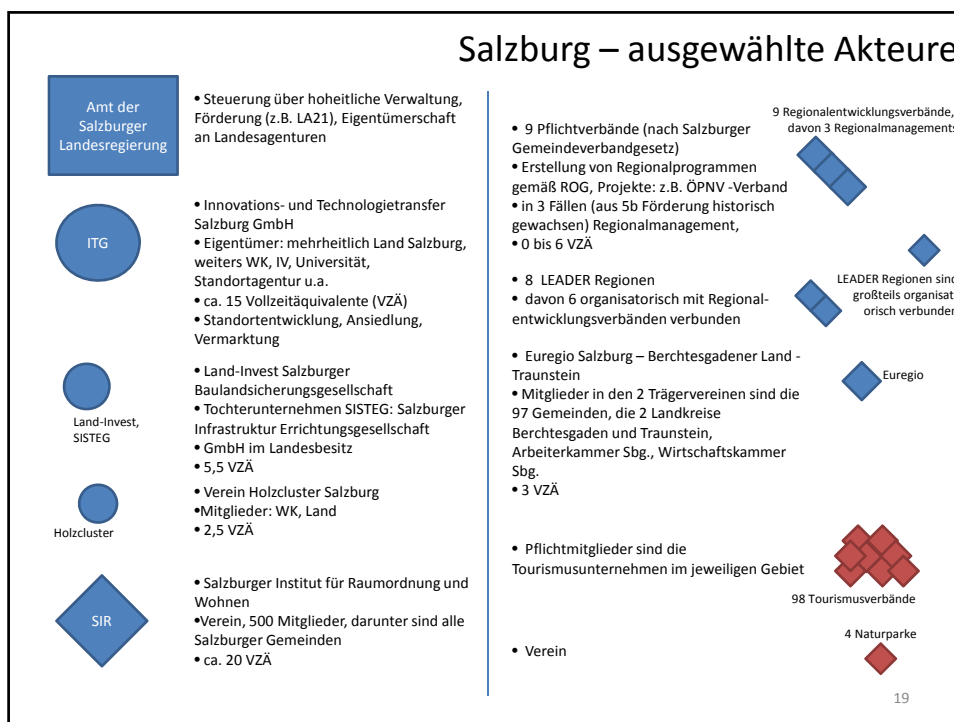 Salzburg – ausgewählte Akteure
Amt der
Salzburger
Landesregierung
• Steuerung über hoheitliche Verwaltung,
Förderung (z.B. LA21), Eigentümerschaft
an Landesagenturen
ITG
• Innovations- und Technologietransfer
Salzburg GmbH
• Eigentümer: mehrheitlich Land Salzburg,
weiters WK, IV, Universität,
Standortagentur u.a.
• ca. 15 Vollzeitäquivalente (VZÄ)
• Standortentwicklung, Ansiedlung,
Vermarktung
Land-Invest,
SISTEG
• Land-Invest Salzburger
Baulandsicherungsgesellschaft
• Tochterunternehmen SISTEG: Salzburger
Infrastruktur Errichtungsgesellschaft
• GmbH im Landesbesitz
• 5,5 VZÄ
Holzcluster
• Verein Holzcluster Salzburg
•Mitglieder: WK, Land
• 2,5 VZÄ
SIR
• Salzburger Institut für Raumordnung und
Wohnen
•Verein, 500 Mitglieder, darunter sind alle
Salzburger Gemeinden
• ca. 20 VZÄ
• 9 Pflichtverbände (nach Salzburger
Gemeindeverbandgesetz)
• Erstellung von Regionalprogrammen
gemäß ROG, Projekte: z.B. ÖPNV -Verband
• in 3 Fällen (aus 5b Förderung historisch
gewachsen) Regionalmanagement,
• 0 bis 6 VZÄ
9 Regionalentwicklungsverbände,
davon 3 Regionalmanagements
• 8 LEADER Regionen
• davon 6 organisatorisch mit Regional-
entwicklungsverbänden verbunden
LEADER Regionen sind
großteils organisat
orisch verbunden
• Euregio Salzburg – Berchtesgadener Land -
Traunstein
• Mitglieder in den 2 Trägervereinen sind die
97 Gemeinden, die 2 Landkreise
Berchtesgaden und Traunstein,
Arbeiterkammer Sbg., Wirtschaftskammer
Sbg.
• 3 VZÄ
Euregio
• Pflichtmitglieder sind die
Tourismusunternehmen im jeweiligen Gebiet
98 Tourismusverbände
• Verein
4 Naturparke
19